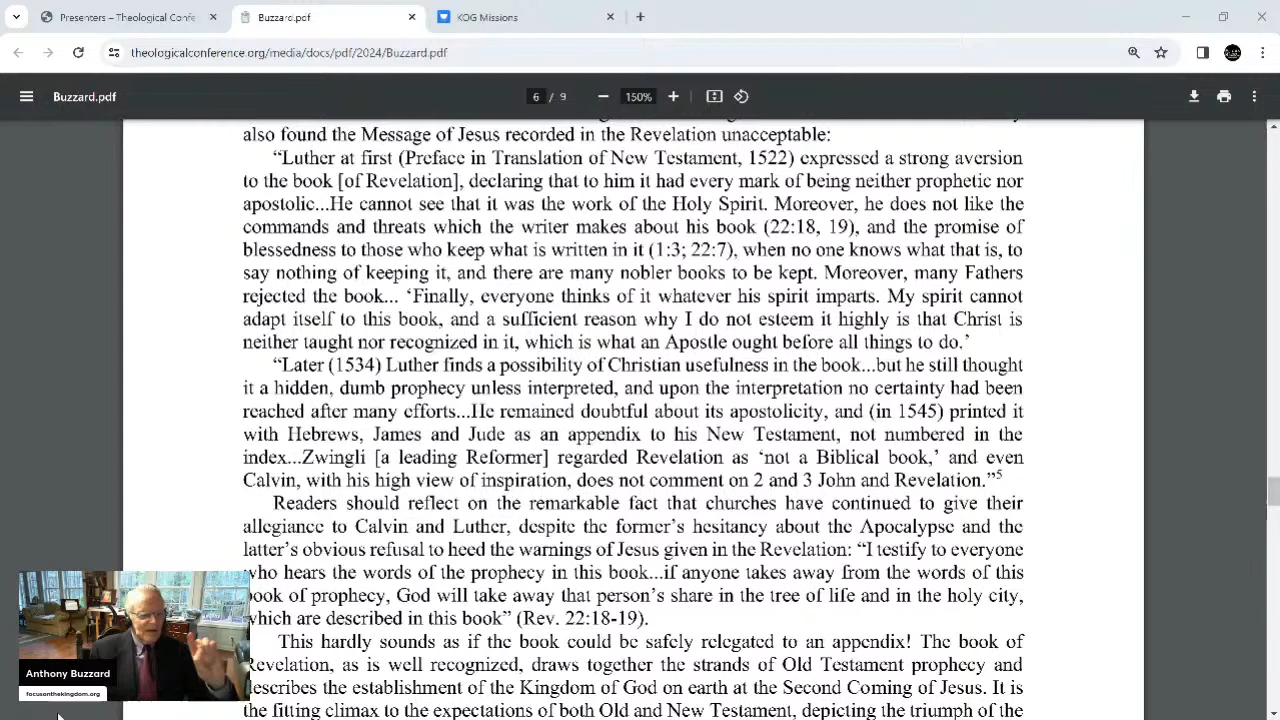 Presenters – Theological Confe
Buzzard.pdf
KOG Missions
theologicalconference.org/media/docs/pdf/2024/Buzzard.pdf
Buzzard.pdf
6 / 9
150%
also found the Message of Jesus recorded in the Revelation unacceptable:
“Luther at first (Preface in Translation of New Testament, 1522) expressed a strong aversion
to the book [of Revelation], declaring that to him it had every mark of being neither prophetic nor
apostolic...He cannot see that it was the work of the Holy Spirit. Moreover, he does not like the
commands and threats which the writer makes about his book (22:18, 19), and the promise of
blessedness to those who keep what is written in it (1:3; 22:7), when no one knows what that is, to
say nothing of keeping it, and there are many nobler books to be kept. Moreover, many Fathers
rejected the book... ‘Finally, everyone thinks of it whatever his spirit imparts. My spirit cannot
adapt itself to this book, and a sufficient reason why I do not esteem it highly is that Christ is
neither taught nor recognized in it, which is what an Apostle ought before all things to do.’
“Later (1534) Luther finds a possibility of Christian usefulness in the book...but he still thought
it a hidden, dumb prophecy unless interpreted, and upon the interpretation no certainty had been
reached after many efforts...He remained doubtful about its apostolicity, and (in 1545) printed it
with Hebrews, James and Jude as an appendix to his New Testament, not numbered in the
index...Zwingli [a leading Reformer] regarded Revelation as ‘not a Biblical book,’ and even
Calvin, with his high view of inspiration, does not comment on 2 and 3 John and Revelation.”5
Readers should reflect on the remarkable fact that churches have continued to give their
allegiance to Calvin and Luther, despite the former’s hesitancy about the Apocalypse and the
latter’s obvious refusal to heed the warnings of Jesus given in the Revelation: “I testify to everyone
who hears the words of the prophecy in this book...if anyone takes away from the words of this
book of prophecy, God will take away that person’s share in the tree of life and in the holy city,
which are described in this book” (Rev. 22:18-19).
This hardly sounds as if the book could be safely relegated to an appendix! The book of
Revelation, as is well recognized, draws together the strands of Old Testament prophecy and
describes the establishment of the Kingdom of God on earth at the Second Coming of Jesus. It is
the fitting climax to the expectations of both Old and New Testament, depicting the triumph of the
Anthony Buzzard
focusonthekingdom.org